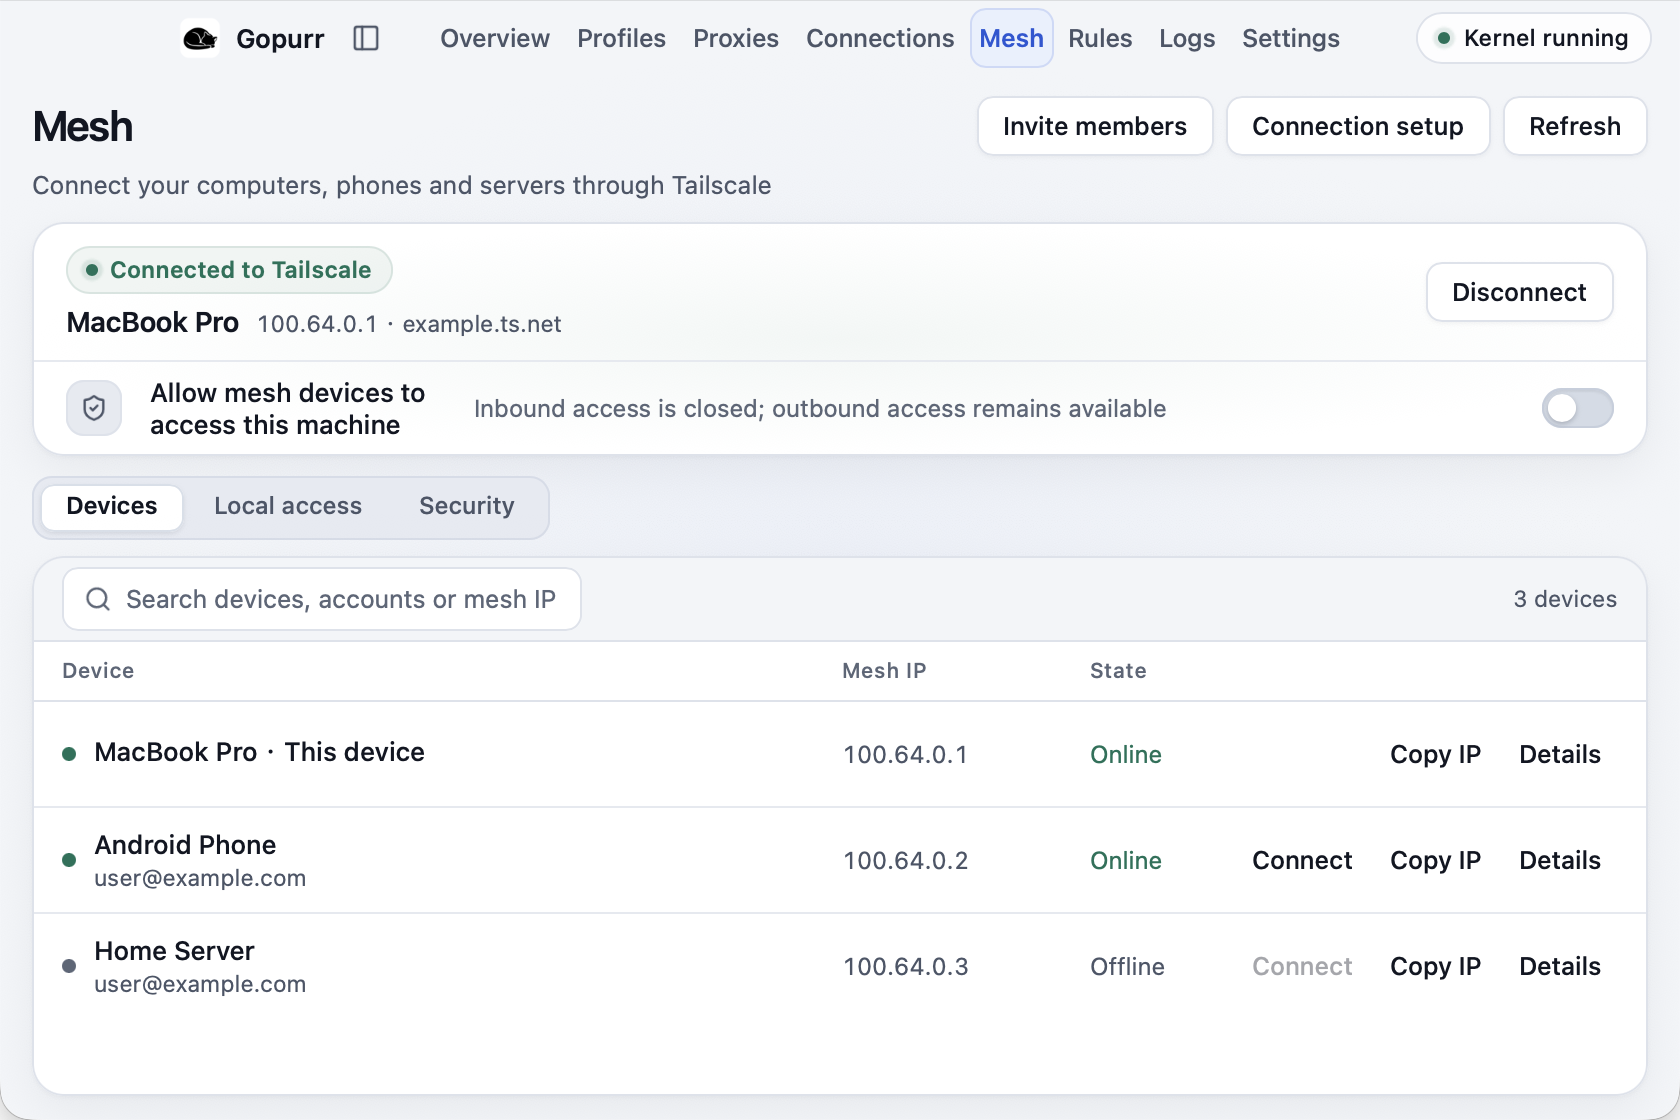 Gopurr Overview Profiles Proxies Connections Mesh Rules Logs Settings Kernel running
Mesh Invite members Connection setup Refresh
Connect your computers, phones and servers through Tailscale
Connected to Tailscale
Disconnect
MacBook Pro 100.64.0.1 · example.ts.net
Allow mesh devices to
access this machine
Inbound access is closed; outbound access remains available
Devices Local access Security
Search devices, accounts or mesh IP 3 devices
Device Mesh IP State
MacBook Pro · This device 100.64.0.1 Online Copy IP Details
Android Phone
user@example.com
100.64.0.2 Online Connect Copy IP Details
Home Server
user@example.com
100.64.0.3 Offline Connect Copy IP Details